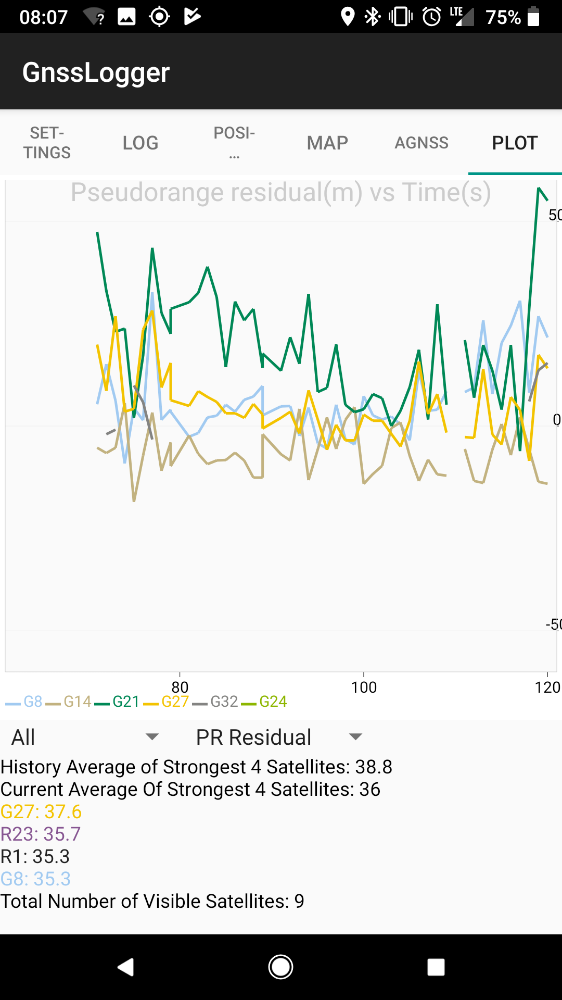 08:07 ? LTE 75%
GnssLogger
SET-
TINGS
LOG
POSI-
...
MAP
AGNSS
PLOT
Pseudorange residual(m) vs Time(s)
50
0
-50
80 100 120
G8 G14 G21 G27 G32 G24
All PR Residual
History Average of Strongest 4 Satellites: 38.8
Current Average Of Strongest 4 Satellites: 36
G27: 37.6
R23: 35.7
R1: 35.3
G8: 35.3
Total Number of Visible Satellites: 9